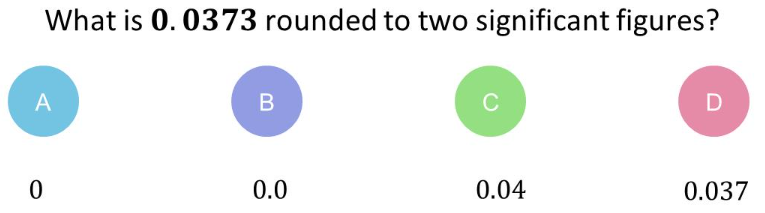 What is 0.0373 rounded to two significant figures?
A B C D
0 0.0 0.04 0.037